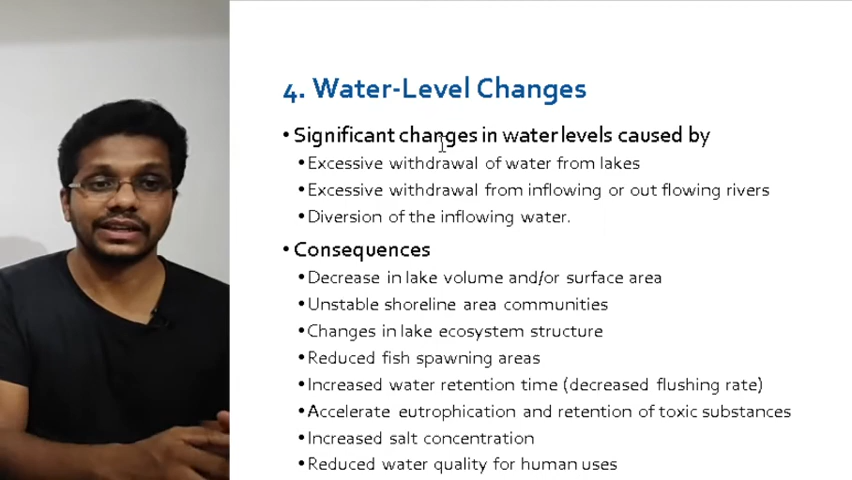 4. Water-Level Changes
• Significant changes in water levels caused by
• Excessive withdrawal of water from lakes
• Excessive withdrawal from inflowing or out flowing rivers
• Diversion of the inflowing water.
• Consequences
• Decrease in lake volume and/or surface area
• Unstable shoreline area communities
• Changes in lake ecosystem structure
• Reduced fish spawning areas
• Increased water retention time (decreased flushing rate)
• Accelerate eutrophication and retention of toxic substances
• Increased salt concentration
• Reduced water quality for human uses